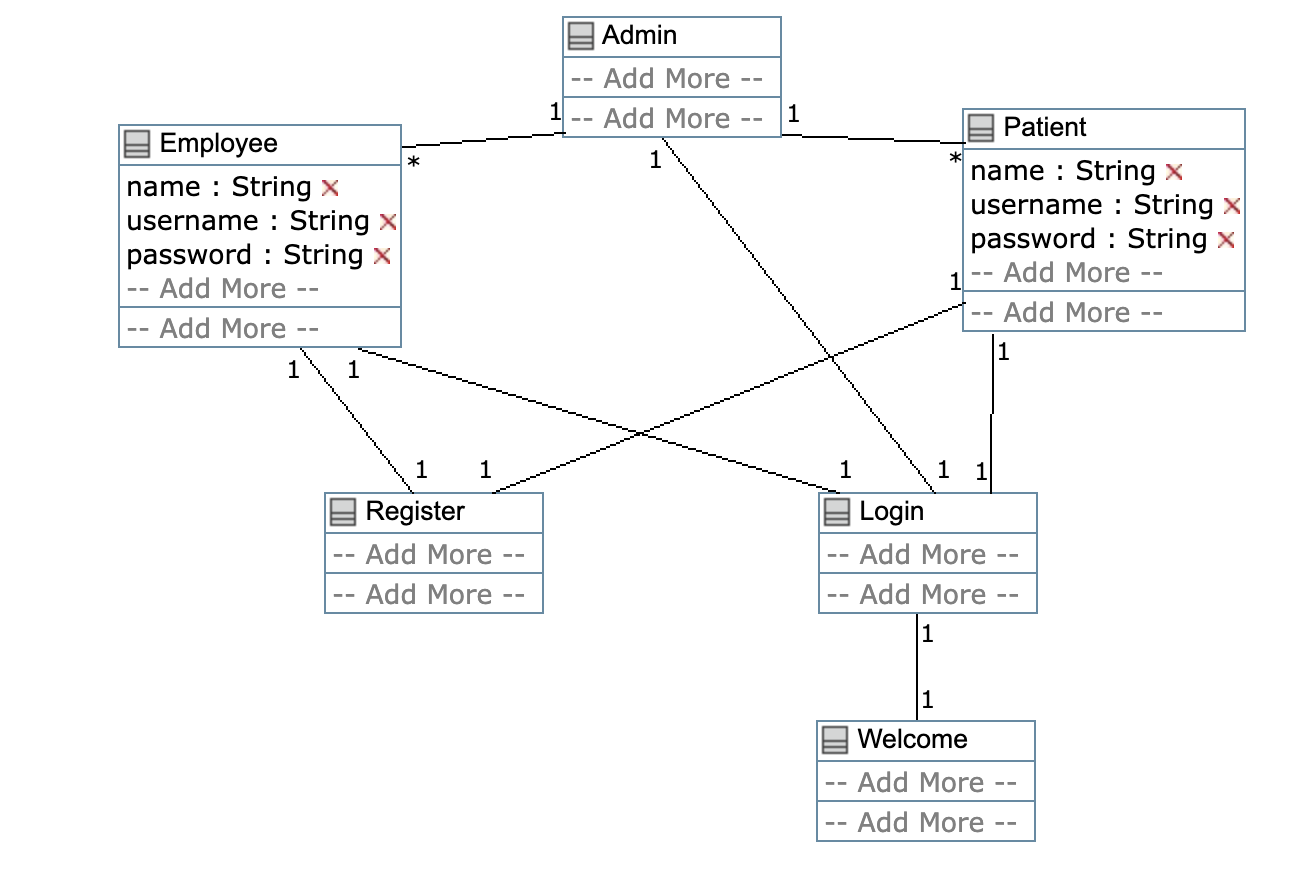 Admin
-- Add More --
-- Add More --
1
1
1
Employee
name : String
username : String
password : String
-- Add More --
-- Add More --
*
1
1
Patient
name : String
username : String
password : String
-- Add More --
-- Add More --
*
1
1
1
1
Register
-- Add More --
-- Add More --
1
1
1
Login
-- Add More --
-- Add More --
1
1
Welcome
-- Add More --
-- Add More --